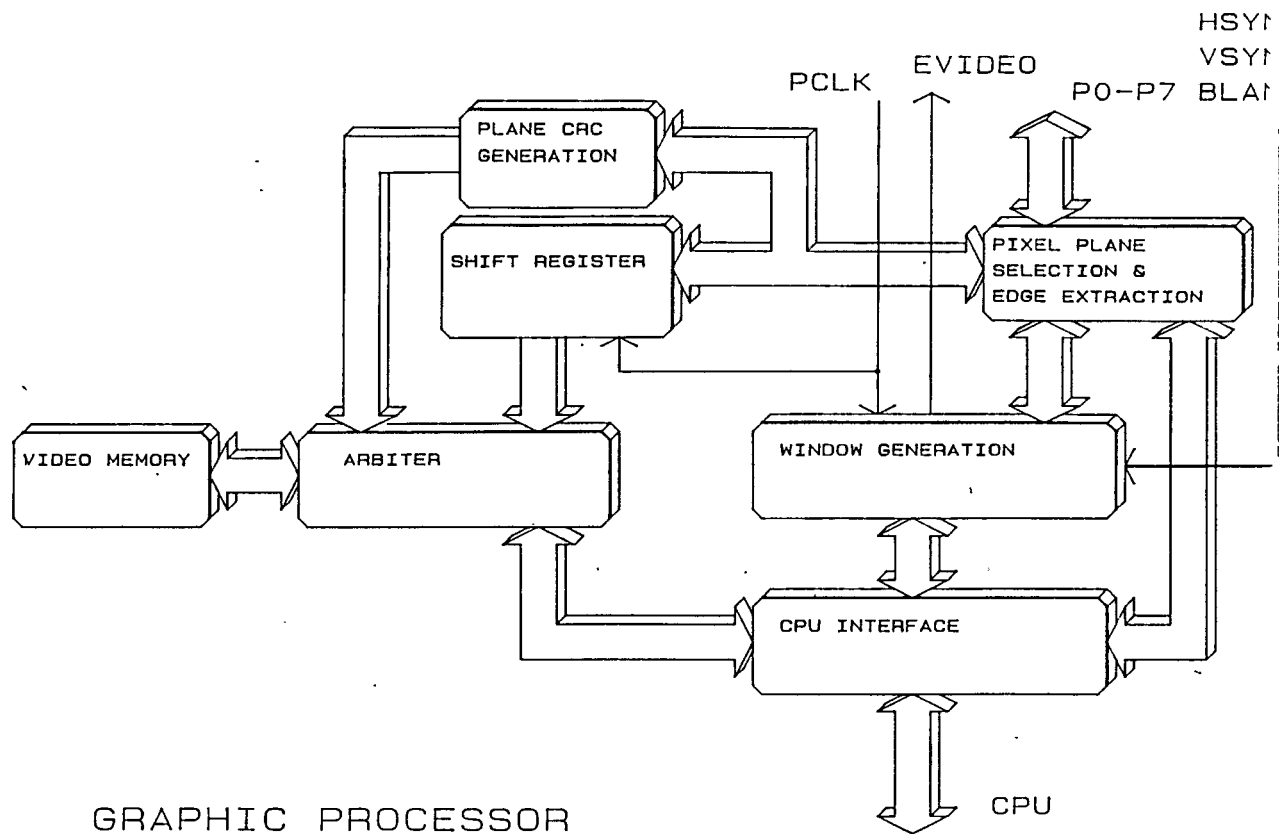 HSYN
VSYN
PCLK
EVIDEO
P0-P7 BLAN
PLANE CRC
GENERATION
SHIFT REGISTER
PIXEL PLANE
SELECTION &
EDGE EXTRACTION
VIDEO MEMORY
ARBITER
WINDOW GENERATION
CPU INTERFACE
CPU
GRAPHIC PROCESSOR